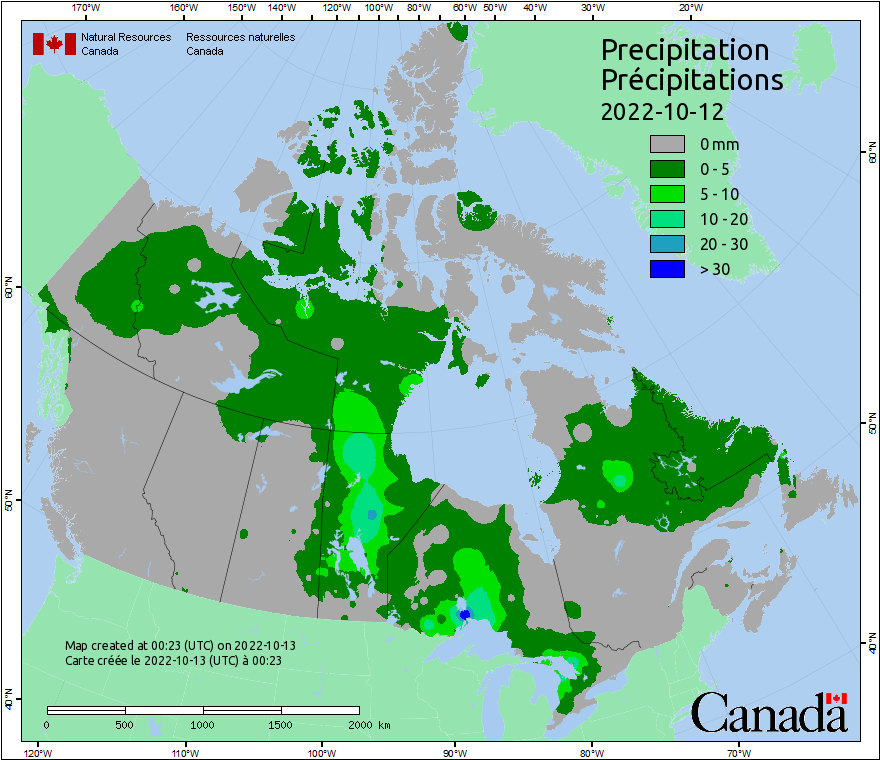 170°W 160°W 150°W 140°W 120°W 100°W 80°W 60°W 50°W 40°W 30°W 20°W
Natural Resources Ressources naturelles
Canada Canada
Precipitation
Précipitations
2022-10-12
0 mm
0 - 5
5 - 10
10 - 20
20 - 30
> 30
60°N 60°N
50°N 50°N
40°N 40°N
Map created at 00:23 (UTC) on 2022-10-13
Carte créée le 2022-10-13 (UTC) à 00:23
0 500 1000 1500 2000 km
Canada
120°W 110°W 100°W 90°W 80°W 70°W